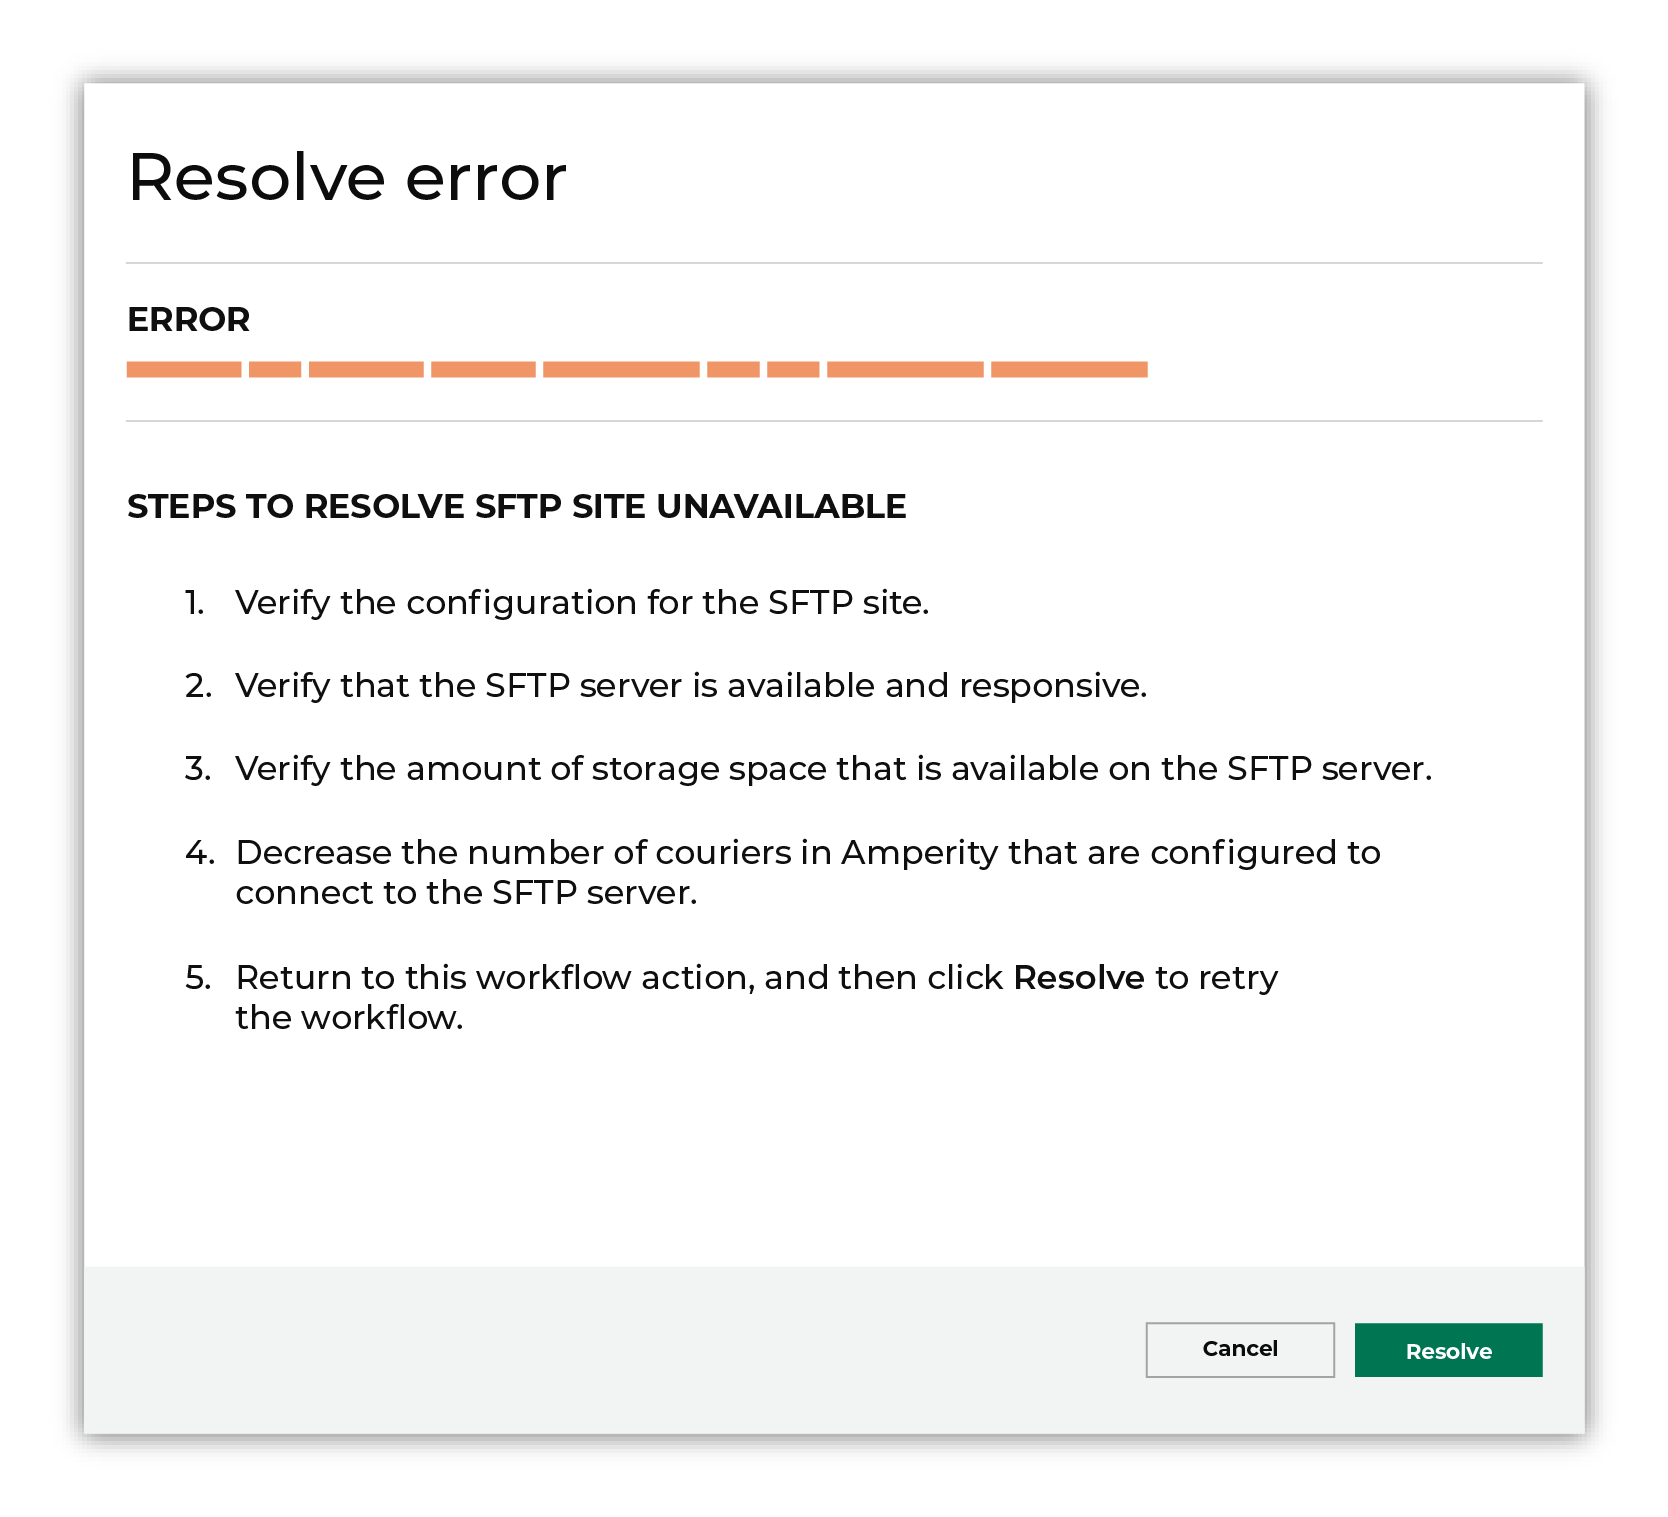 Resolve error
ERROR
STEPS TO RESOLVE SFTP SITE UNAVAILABLE
1. Verify the configuration for the SFTP site.
2. Verify that the SFTP server is available and responsive.
3. Verify the amount of storage space that is available on the SFTP server.
4. Decrease the number of couriers in Amperity that are configured to
connect to the SFTP server.
5. Return to this workflow action, and then click Resolve to retry
the workflow.
Cancel
Resolve